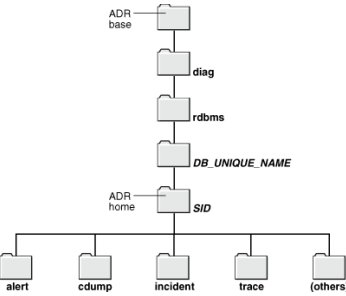 ADR
base
diag
rdbms
DB_UNIQUE_NAME
ADR
home
SID
alert
cdump
incident
trace
(others